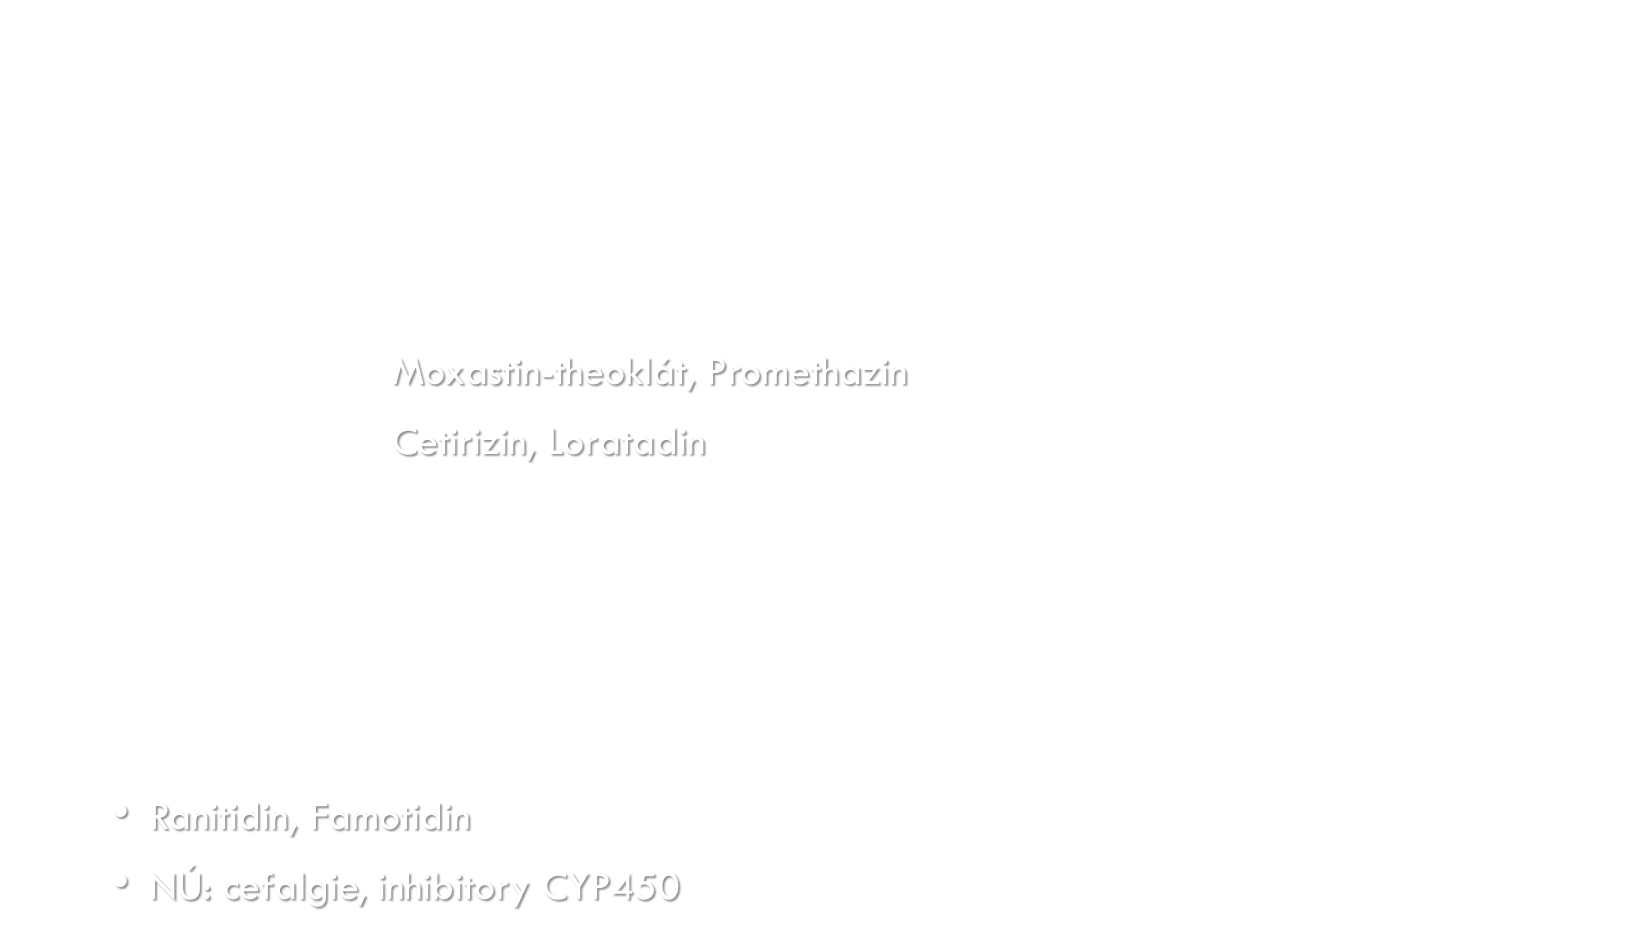 Moxastin-theoklát, Promethazin
Cetirizin, Loratadin
• Ranitidin, Famotidin
• NÚ: cefalgie, inhibitory CYP450